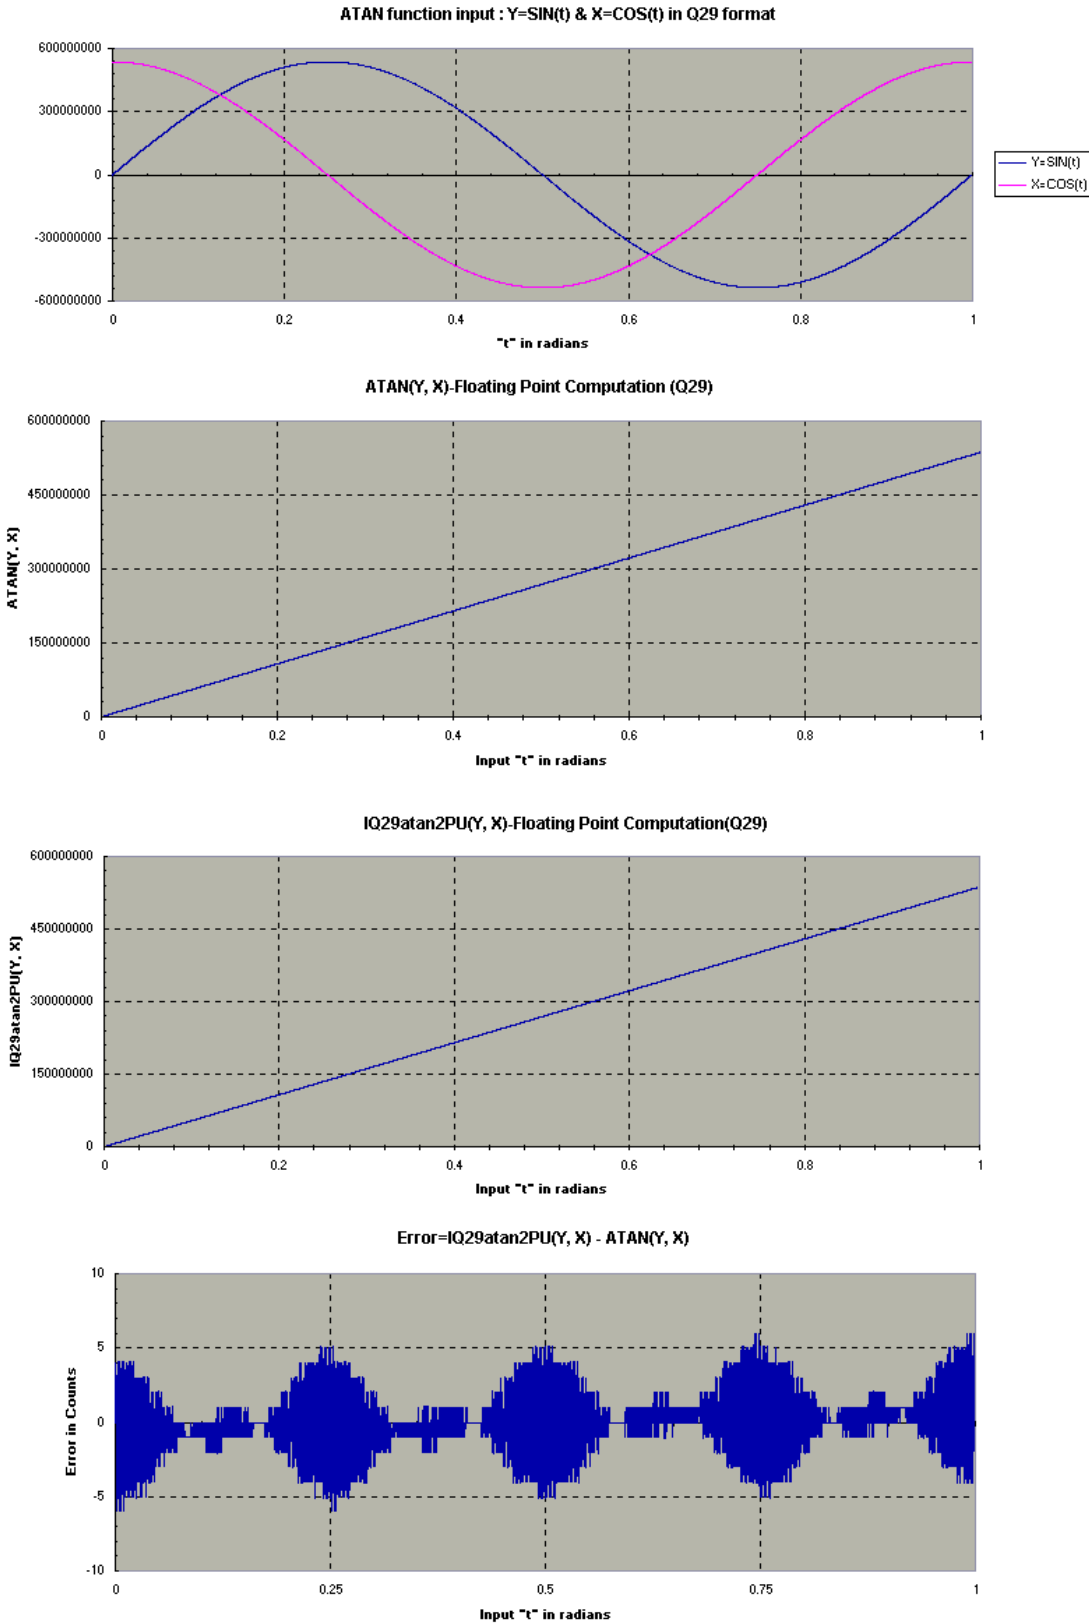 ATAN function input : Y=SIN(t) & X=COS(t) in Q29 format
600000000
300000000
0
-300000000
-600000000
0 0.2 0.4 0.6 0.8 1
"t" in radians
Y=SIN(t)
X=COS(t)
ATAN(Y, X)-Floating Point Computation (Q29)
600000000
450000000
300000000
150000000
0
ATAN(Y, X)
0 0.2 0.4 0.6 0.8 1
Input "t" in radians
IQ29atan2PU(Y, X)-Floating Point Computation(Q29)
600000000
450000000
300000000
150000000
0
IQ29atan2PU(Y, X)
0 0.2 0.4 0.6 0.8 1
Input "t" in radians
Error=IQ29atan2PU(Y, X) - ATAN(Y, X)
10
5
0
-5
-10
Error in Counts
0 0.25 0.5 0.75 1
Input "t" in radians